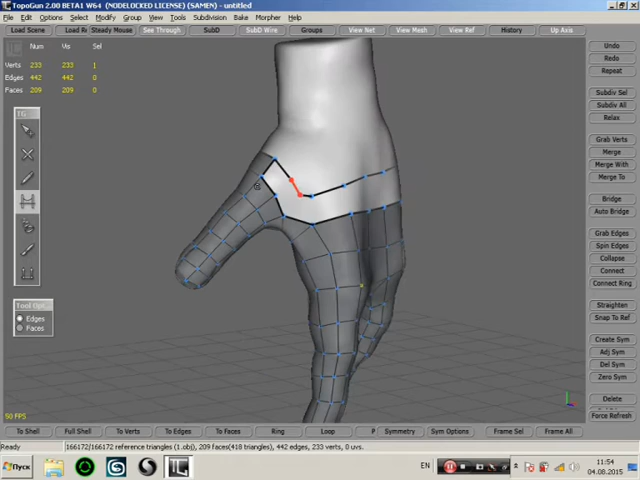 TopoGun 2.00 BETA1 W64 (NODELOCKED LICENSE) (SAMEN) - untitled
File Edit Options Select Modify Group View Tools Subdivision Bake Morpher Help
Load Scene Load Re Steady Mouse See Through SubD SubD Wire Groups View Net View Mesh View Ref History Up Axis
Num Vis Sel
Verts 233 233 1
Edges 442 442 0
Faces 209 209 0
TG
Tool Opt...
Edges
Faces
50 FPS
Undo
Redo
Repeat
Subdiv Sel
Subdiv All
Relax
Grab Verts
Merge
Merge With
Merge To
Bridge
Auto Bridge
Grab Edges
Spin Edges
Connect
Connect Ring
Straighten
Snap To Ref
Create Sym
Adj Sym
Del Sym
Zero Sym
Delete
Force Refresh
To Shell Full Shell To Verts To Edges To Faces Ring Loop P Symmetry Sym Options Frame Sel Frame All
Ready 166172/166172 reference triangles (1.obj), 209 faces(418 triangles), 442 edges, 233 verts, 0 uvs.
Пуск EN 11:54
04.08.2015